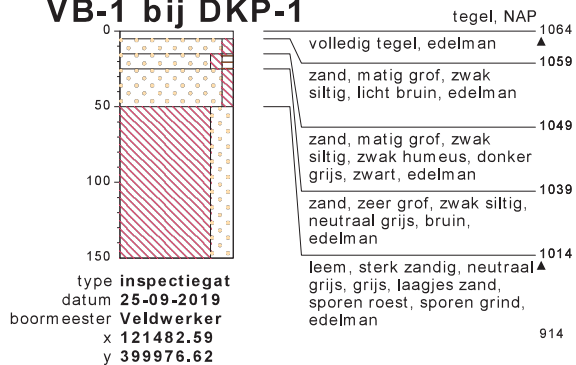 VB-1 bij DKP-1
tegel, NAP
0
1064
volledig tegel, edelman
1059
zand, matig grof, zwak
siltig, licht bruin, edelman
50
1049
zand, matig grof, zwak
siltig, zwak humeus, donker
grijs, zwart, edelman
100
1039
zand, zeer grof, zwak siltig,
neutraal grijs, bruin,
edelman
150
1014
leem, sterk zandig, neutraal
grijs, grijs, laagjes zand,
sporen roest, sporen grind,
edelman
914
type inspectiegat
datum 25-09-2019
boormeester Veldwerker
x 121482.59
y 399976.62